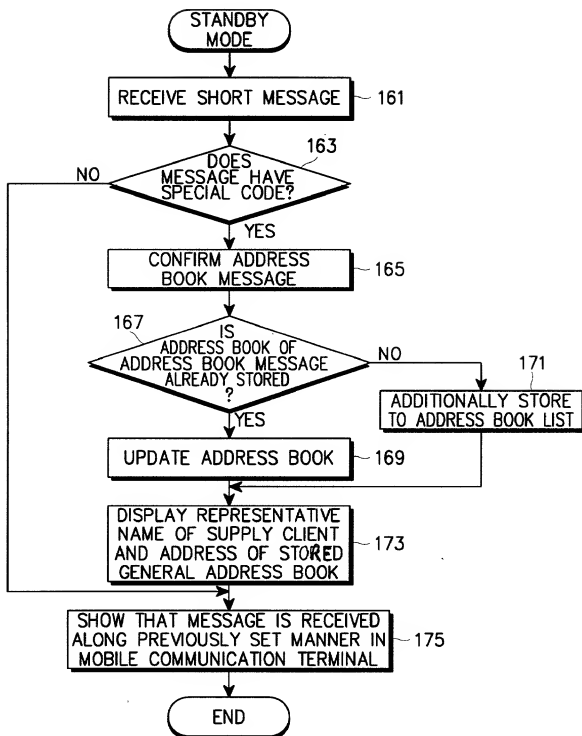 STANDBY
MODE
RECEIVE SHORT MESSAGE
161
DOES
MESSAGE HAVE
SPECIAL CODE?
163
NO
YES
CONFIRM ADDRESS
BOOK MESSAGE
165
167
IS
ADDRESS BOOK OF
ADDRESS BOOK MESSAGE
ALREADY STORED
?
NO
171
ADDITIONALLY STORE
TO ADDRESS BOOK LIST
YES
UPDATE ADDRESS BOOK
169
DISPLAY REPRESENTATIVE
NAME OF SUPPLY CLIENT
AND ADDRESS OF STORED
GENERAL ADDRESS BOOK
173
SHOW THAT MESSAGE IS RECEIVED
ALONG PREVIOUSLY SET MANNER IN
MOBILE COMMUNICATION TERMINAL
175
END